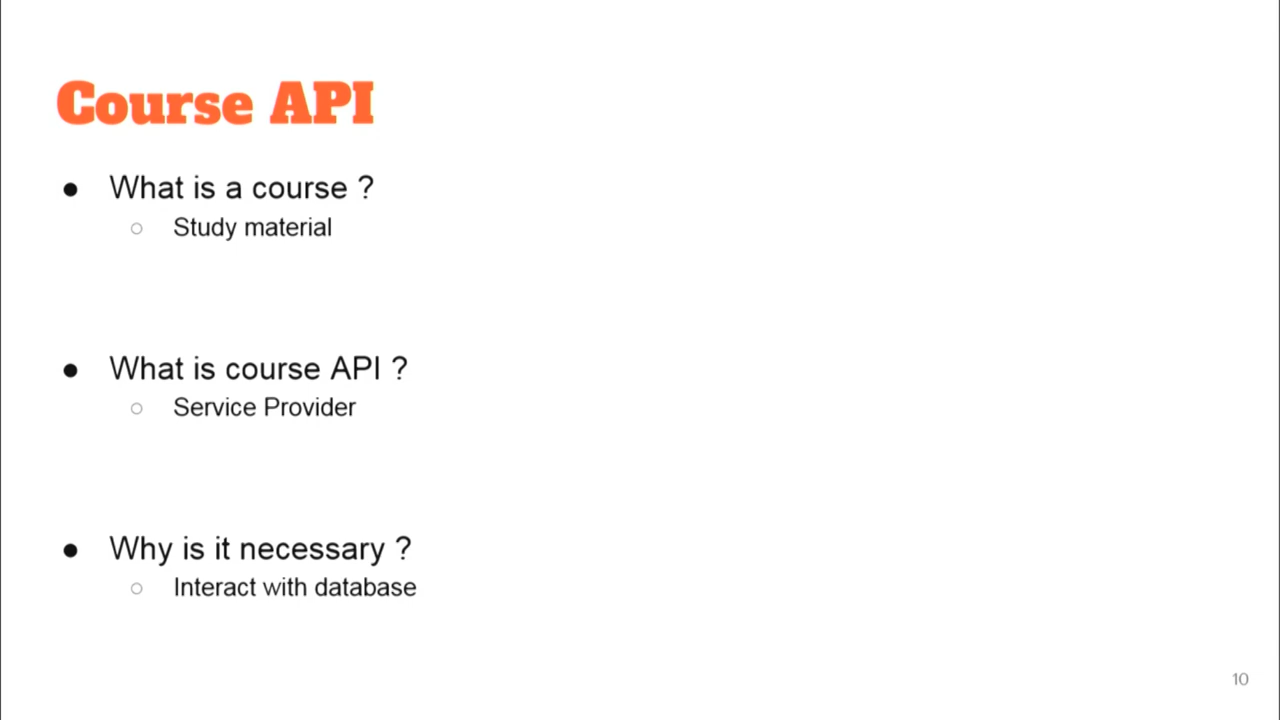 Course API
● What is a course ?
○ Study material
● What is course API ?
○ Service Provider
● Why is it necessary ?
○ Interact with database
10